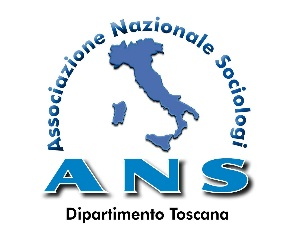 Associazione Nazionale Sociologi
ANS
Dipartimento Toscana